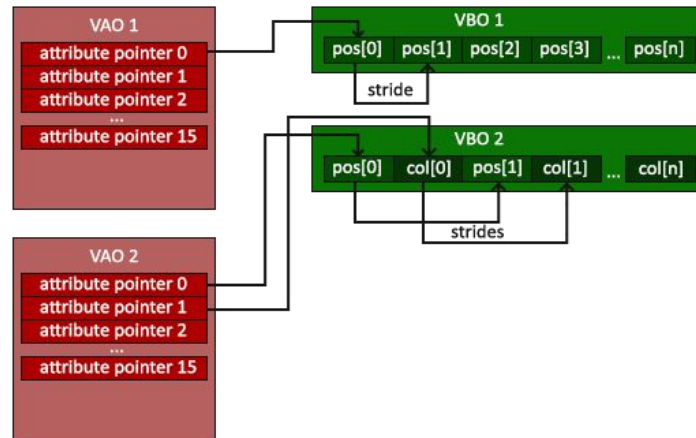 VAO 1
attribute pointer 0
attribute pointer 1
attribute pointer 2
...
attribute pointer 15
VBO 1
pos[0] pos[1] pos[2] pos[3] ... pos[n]
stride
VBO 2
pos[0] col[0] pos[1] col[1] ... col[n]
strides
VAO 2
attribute pointer 0
attribute pointer 1
attribute pointer 2
...
attribute pointer 15